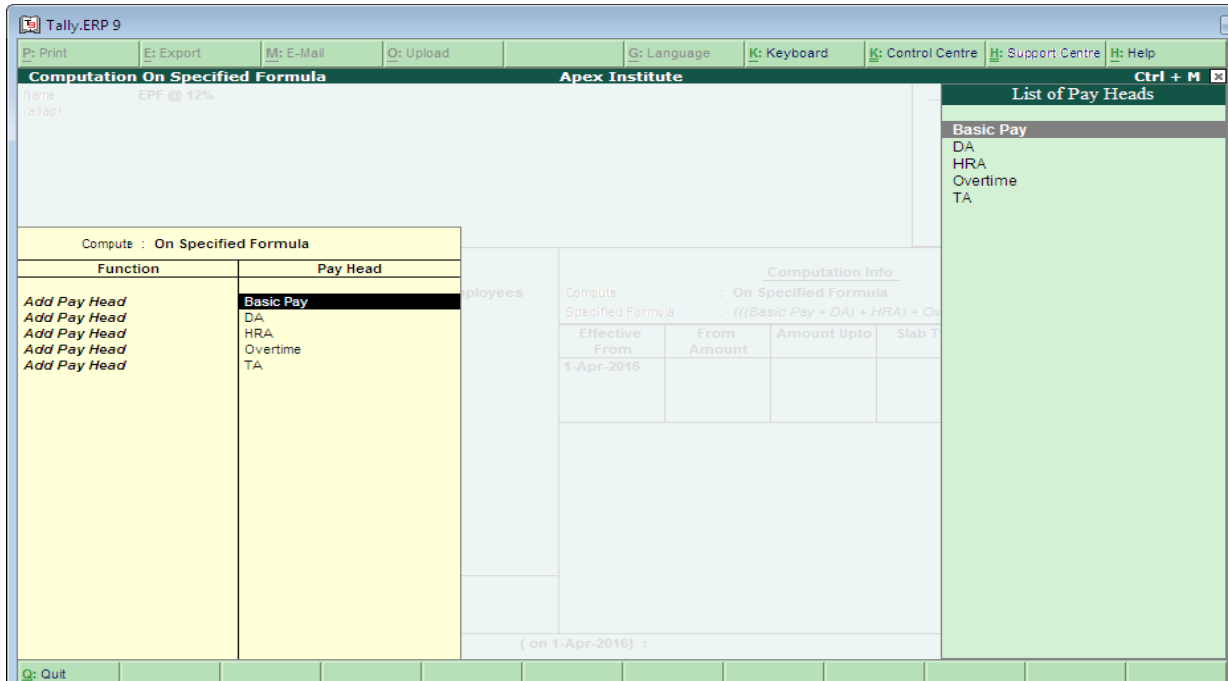 Tally.ERP 9
P: Print E: Export M: E-Mail O: Upload G: Language K: Keyboard K: Control Centre H: Support Centre H: Help
Computation On Specified Formula Apex Institute Ctrl + M
Name : EPF @ 12%
(alias) :
List of Pay Heads
Basic Pay
DA
HRA
Overtime
TA
Compute : On Specified Formula
Function Pay Head
Add Pay Head Basic Pay
Add Pay Head DA
Add Pay Head HRA
Add Pay Head Overtime
Add Pay Head TA
ployees
Computation Info
Compute : On Specified Formula
Specified Formula : (((Basic Pay + DA) + HRA) + Ov
Effective From From Amount Amount Upto Slab T
1-Apr-2016
( on 1-Apr-2016) :
Q: Quit